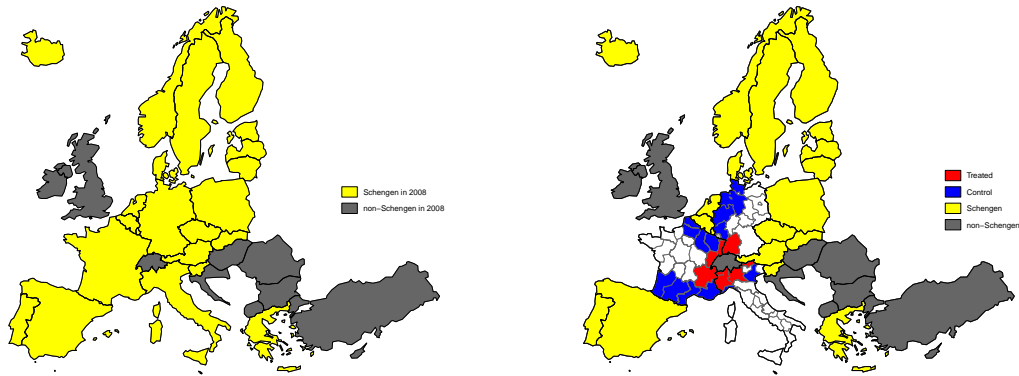 Schengen in 2008
non−Schengen in 2008
Treated
Control
Schengen
non−Schengen